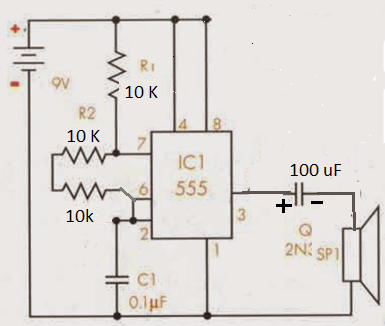 +
-
9V
R1
10 K
R2
10 K
10k
4
8
7
IC1
555
6
2
3
1
100 uF
+
-
C1
0.1µF
Q
2N
SP1